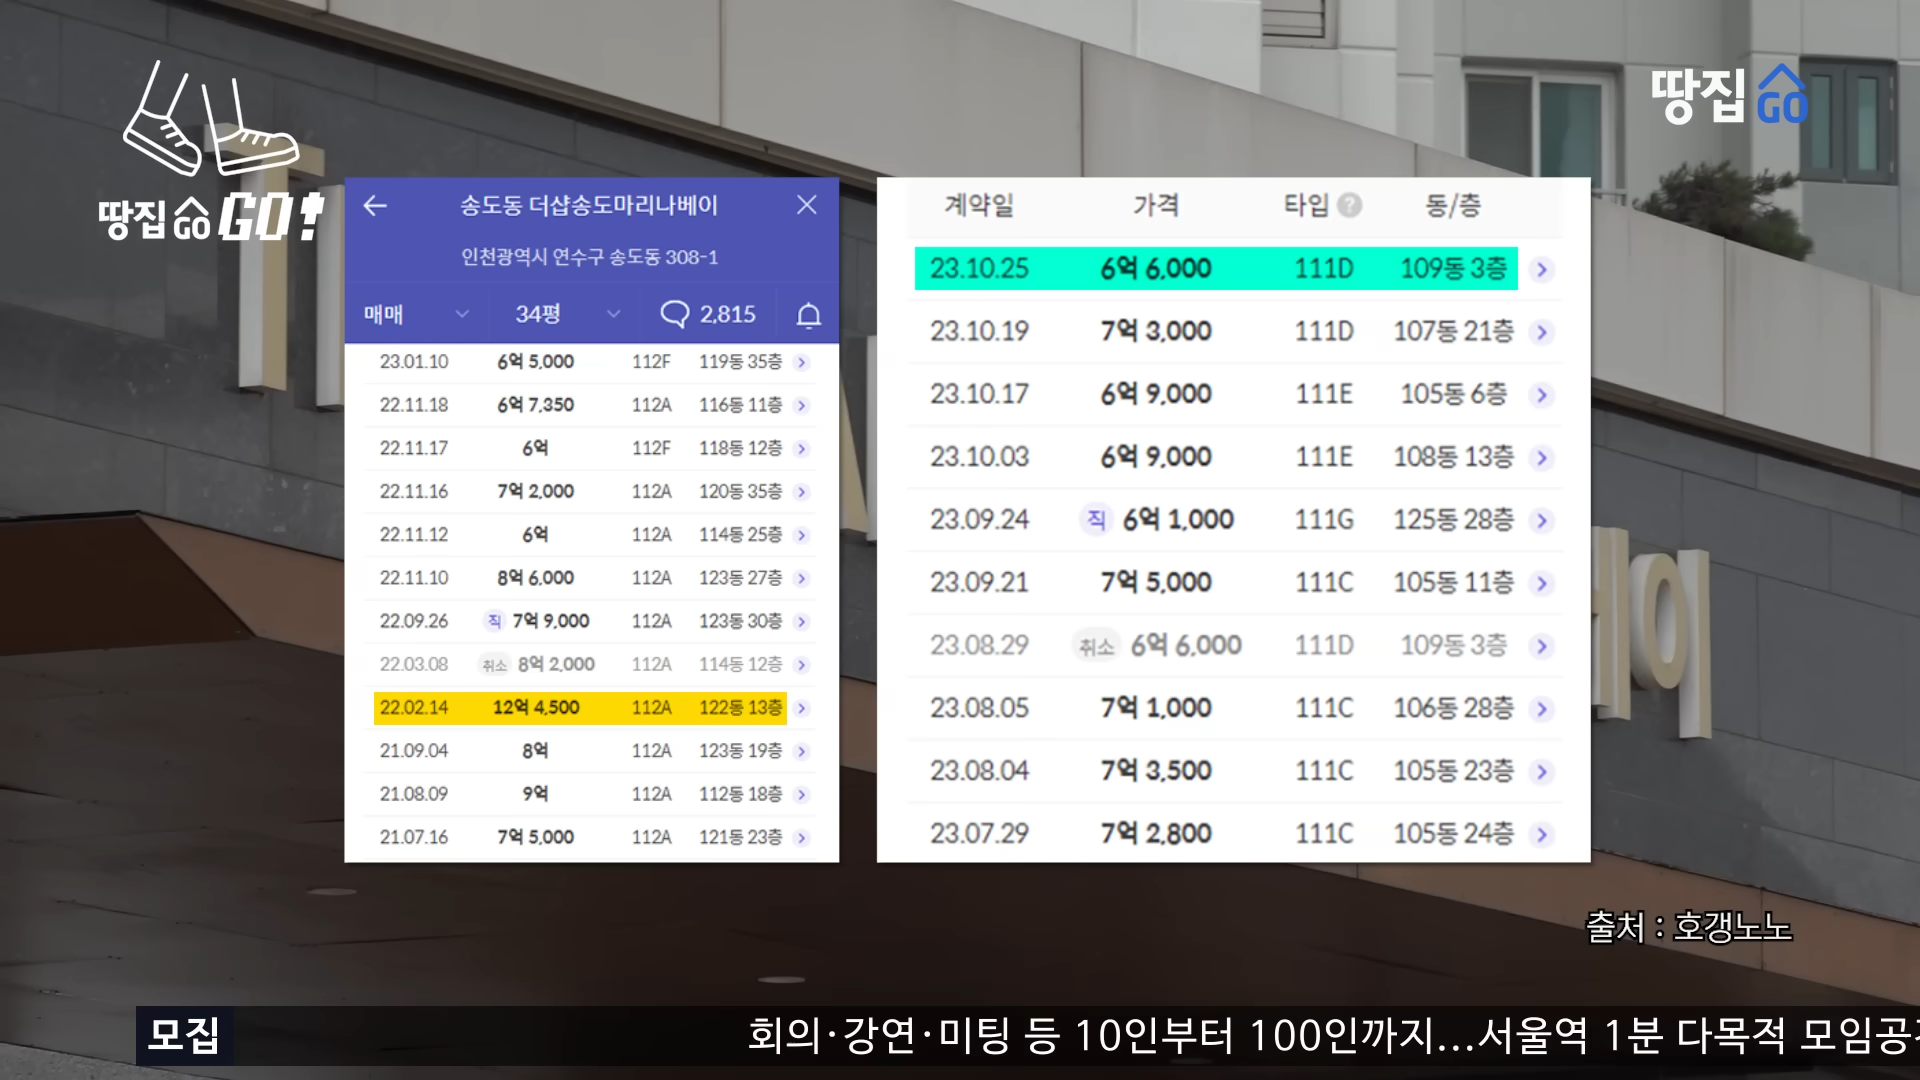 땅집GO GO!
땅집GO
송도동 더샵송도마리나베이
인천광역시 연수구 송도동 308-1
매매 34평 2,815
23.01.10 6억 5,000 112F 119동 35층
22.11.18 6억 7,350 112A 116동 11층
22.11.17 6억 112F 118동 12층
22.11.16 7억 2,000 112A 120동 35층
22.11.12 6억 112A 114동 25층
22.11.10 8억 6,000 112A 123동 27층
22.09.26 직 7억 9,000 112A 123동 30층
22.03.08 취소 8억 2,000 112A 114동 12층
22.02.14 12억 4,500 112A 122동 13층
21.09.04 8억 112A 123동 19층
21.08.09 9억 112A 112동 18층
21.07.16 7억 5,000 112A 121동 23층
계약일 가격 타입 ? 동/층
23.10.25 6억 6,000 111D 109동 3층
23.10.19 7억 3,000 111D 107동 21층
23.10.17 6억 9,000 111E 105동 6층
23.10.03 6억 9,000 111E 108동 13층
23.09.24 직 6억 1,000 111G 125동 28층
23.09.21 7억 5,000 111C 105동 11층
23.08.29 취소 6억 6,000 111D 109동 3층
23.08.05 7억 1,000 111C 106동 28층
23.08.04 7억 3,500 111C 105동 23층
23.07.29 7억 2,800 111C 105동 24층
출처 : 호갱노노
모집 회의·강연·미팅 등 10인부터 100인까지...서울역 1분 다목적 모임공